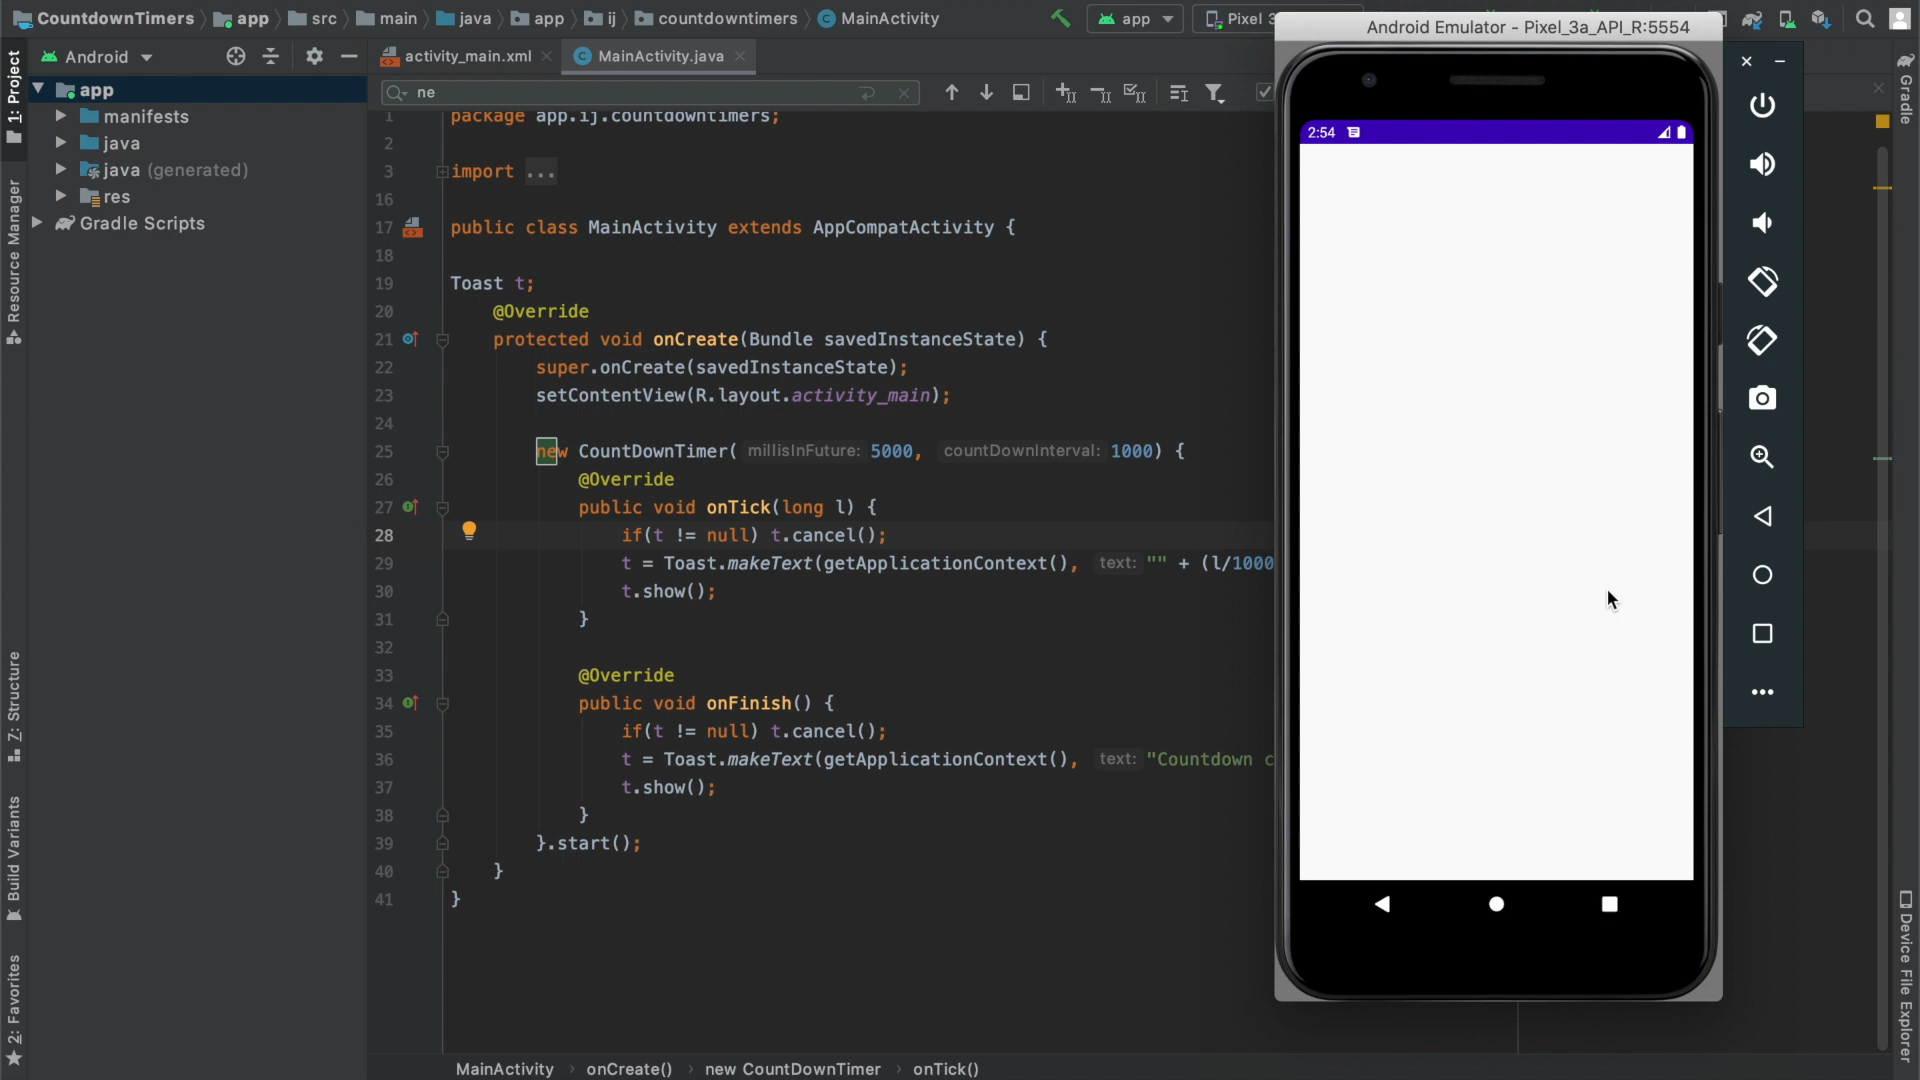 CountdownTimers app src main java app ij countdowntimers MainActivity
app Pixel 3
Android Emulator - Pixel_3a_API_R:5554
1: Project
Android
activity_main.xml
MainActivity.java
ne
app
manifests
java
java (generated)
res
Gradle Scripts
Resource Manager
Z: Structure
Build Variants
2: Favorites
1 package app.ij.countdowntimers;
2
3 import ...
16
17 public class MainActivity extends AppCompatActivity {
18
19 Toast t;
20 @Override
21 protected void onCreate(Bundle savedInstanceState) {
22 super.onCreate(savedInstanceState);
23 setContentView(R.layout.activity_main);
24
25 new CountDownTimer( millisInFuture: 5000, countDownInterval: 1000) {
26 @Override
27 public void onTick(long l) {
28 if(t != null) t.cancel();
29 t = Toast.makeText(getApplicationContext(), text: "" + (l/1000
30 t.show();
31 }
32
33 @Override
34 public void onFinish() {
35 if(t != null) t.cancel();
36 t = Toast.makeText(getApplicationContext(), text: "Countdown c
37 t.show();
38 }
39 }.start();
40 }
41 }
2:54
Gradle
Device File Explorer
MainActivity › onCreate() › new CountDownTimer › onTick()